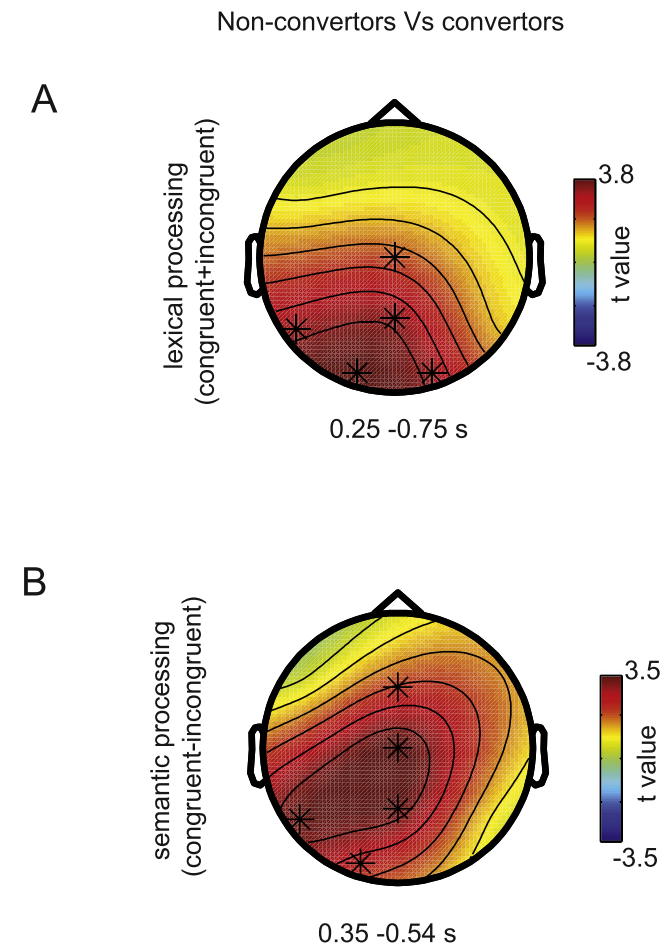 Non-convertors Vs convertors
A
lexical processing
(congruent+incongruent)
3.8
t value
-3.8
0.25 -0.75 s
B
semantic processing
(congruent-incongruent)
3.5
t value
-3.5
0.35 -0.54 s